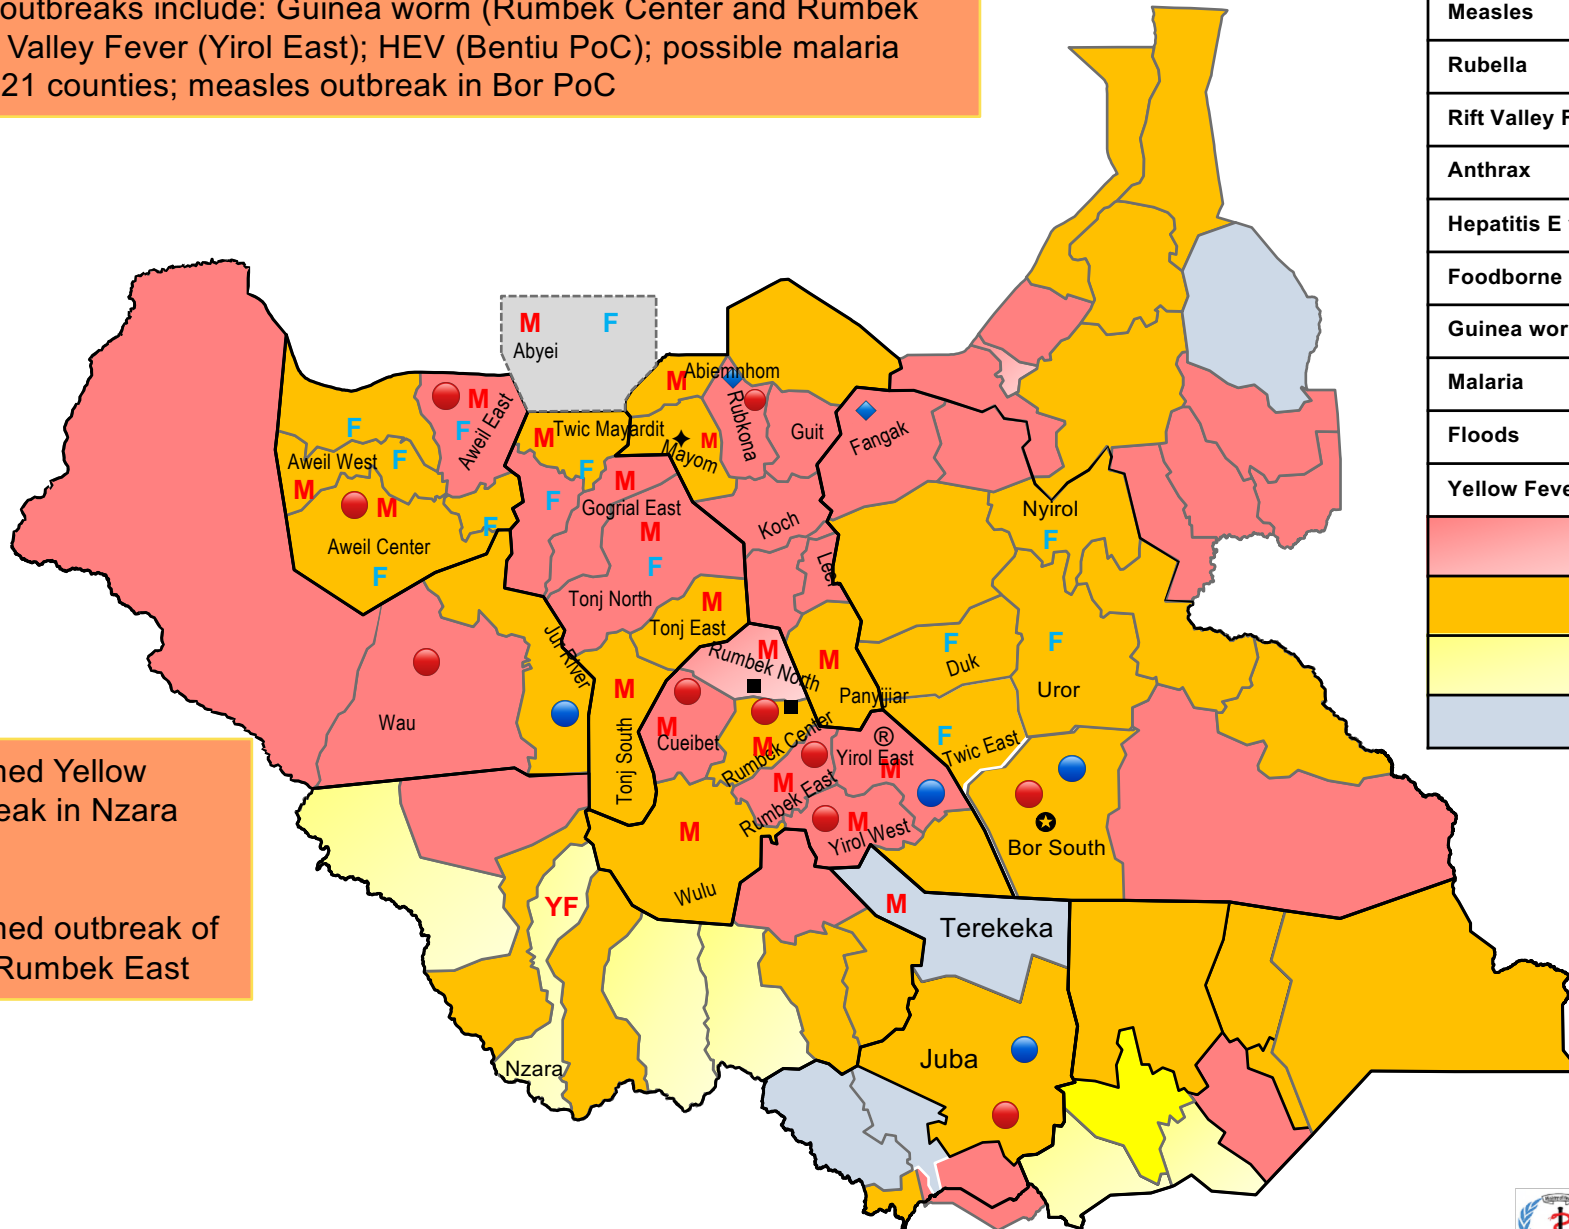 outbreaks include: Guinea worm (Rumbek Center and Rumbek
Valley Fever (Yirol East); HEV (Bentiu PoC); possible malaria
21 counties; measles outbreak in Bor PoC
Measles
Rubella
Rift Valley F
Anthrax
Hepatitis E
Foodborne
Guinea wor
Malaria
Floods
Yellow Feve
M F
Abyei
M Abiemnhom
M
F
Aweil East
F
Aweil West
F
M
M
Aweil Center
F
F
M Twic Mayardit
F
Mayom
M
Rubkona
Guit
Fangak
F
M
Gogrial East
M
F
Tonj North
Koch
Leer
Nyirol
F
M
Tonj East
Jur River
Wau
M
Tonj South
M
Rumbek North
M
Panyijiar
F
Duk
F
Uror
M
Cueibet
M
Rumbek Center
®
Yirol East
M
F
Twic East
M
Rumbek East
M
Yirol West
Bor South
M
Wulu
YF
M
Terekeka
Juba
Nzara
ned Yellow
eak in Nzara
ned outbreak of
Rumbek East